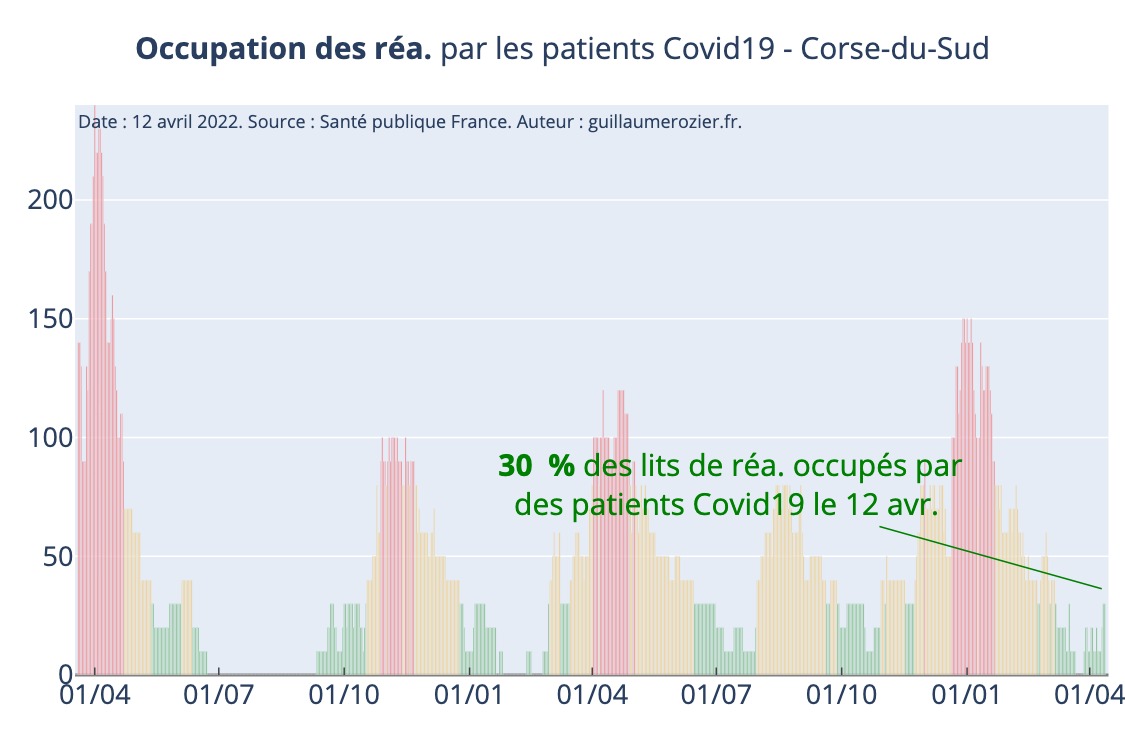 Occupation des réa. par les patients Covid19 - Corse-du-Sud
Date : 12 avril 2022. Source : Santé publique France. Auteur : guillaumerozier.fr.
200
150
100
30 % des lits de réa. occupés par
des patients Covid19 le 12 avr.
50
0
01/04 01/07 01/10 01/01 01/04 01/07 01/10 01/01 01/04